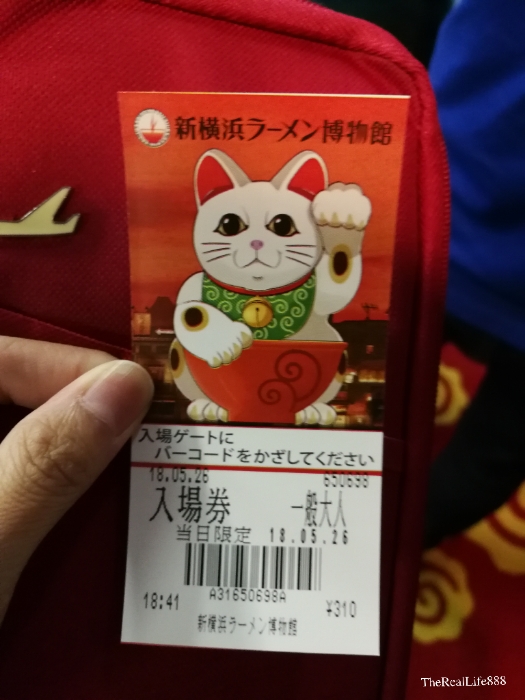 新横浜ラーメン博物館
入場ゲートに
バーコードをかざしてください
18.05.26 650698
入場券 一般大人
当日限定 18.05.26
A31650698A
18:41 ¥310
新横浜ラーメン博物館
TheRealLife888